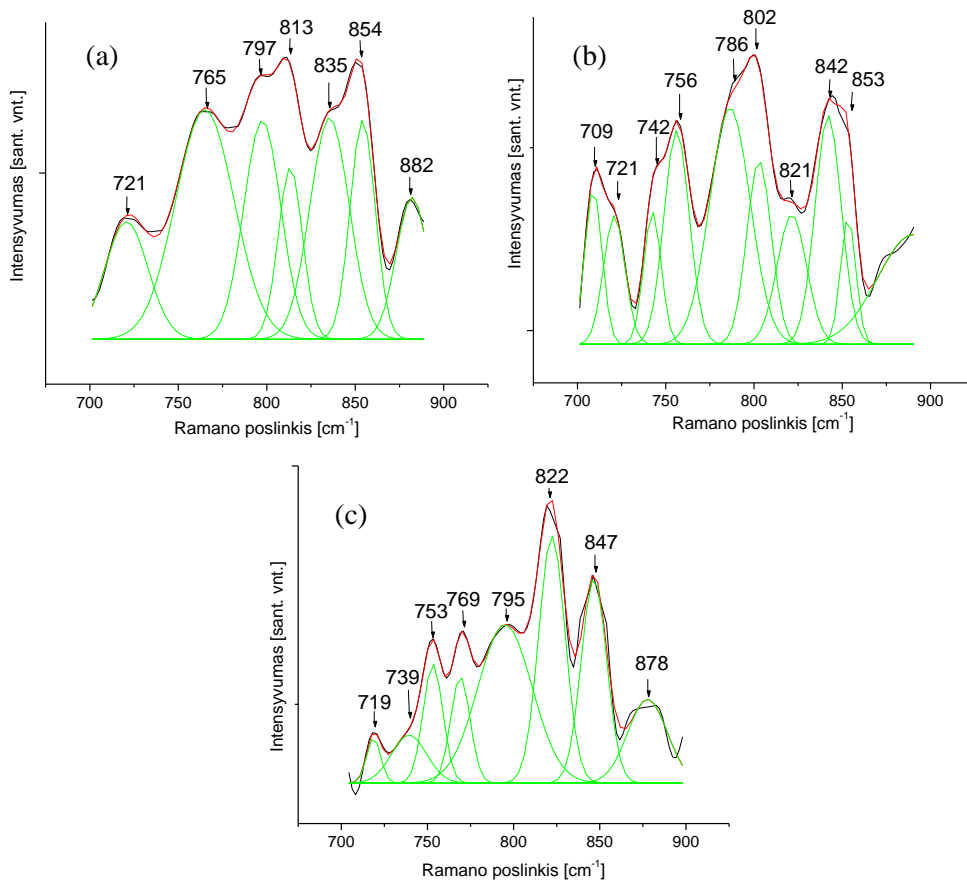 (a)
721
765
797
813
835
854
882
Intensyvumas [sant. vnt.]
700 750 800 850 900
Ramano poslinkis [cm⁻¹]
(b)
709
721
742
756
786
802
821
842
853
Intensyvumas [sant. vnt.]
700 750 800 850 900
Ramano poslinkis [cm⁻¹]
(c)
719
739
753
769
795
822
847
878
Intensyvumas [sant. vnt.]
700 750 800 850 900
Ramano poslinkis [cm⁻¹]